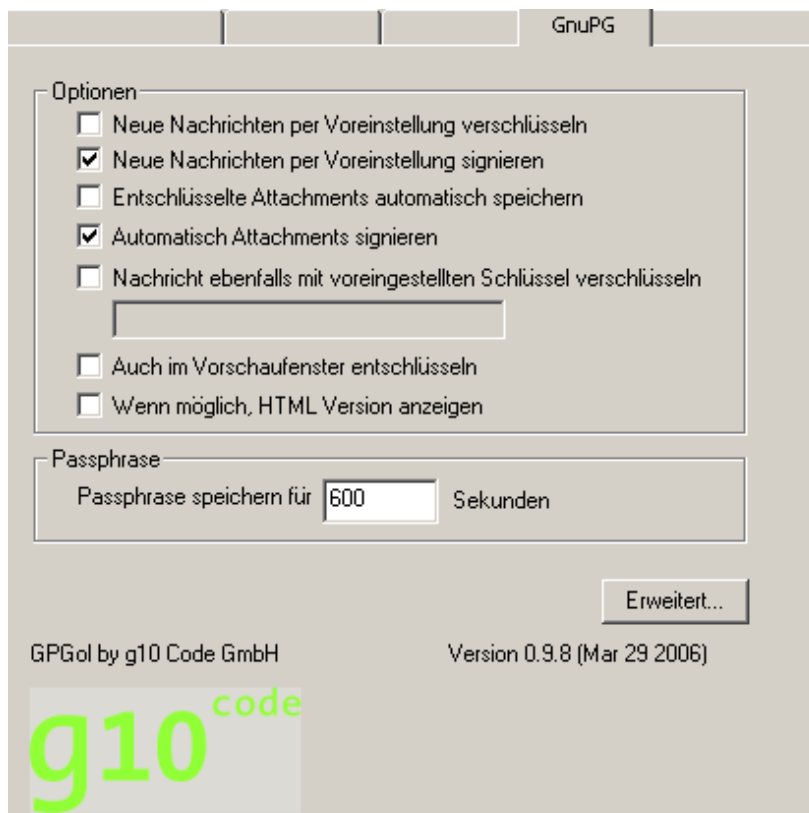 GnuPG
Optionen
Neue Nachrichten per Voreinstellung verschlüsseln
Neue Nachrichten per Voreinstellung signieren
Entschlüsselte Attachments automatisch speichern
Automatisch Attachments signieren
Nachricht ebenfalls mit voreingestellten Schlüssel verschlüsseln
Auch im Vorschaufenster entschlüsseln
Wenn möglich, HTML Version anzeigen
Passphrase
Passphrase speichern für 600 Sekunden
Erweitert...
GPGol by g10 Code GmbH Version 0.9.8 (Mar 29 2006)
g10 code